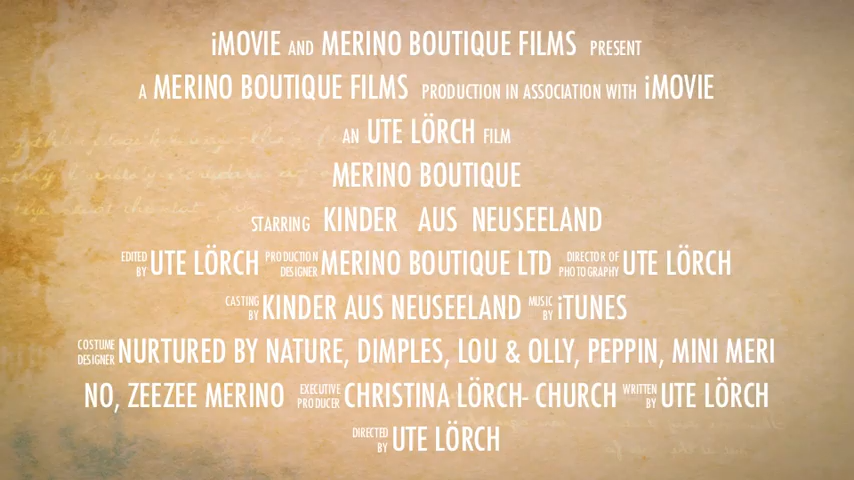 iMOVIE AND MERINO BOUTIQUE FILMS PRESENT
A MERINO BOUTIQUE FILMS PRODUCTION IN ASSOCIATION WITH iMOVIE
AN UTE LÖRCH FILM
MERINO BOUTIQUE
STARRING KINDER AUS NEUSEELAND
EDITED BY UTE LÖRCH PRODUCTION DESIGNER MERINO BOUTIQUE LTD DIRECTOR OF PHOTOGRAPHY UTE LÖRCH
CASTING BY KINDER AUS NEUSEELAND MUSIC BY iTUNES
COSTUME DESIGNER NURTURED BY NATURE, DIMPLES, LOU & OLLY, PEPPIN, MINI MERI
NO, ZEEZEE MERINO EXECUTIVE PRODUCER CHRISTINA LÖRCH- CHURCH WRITTEN BY UTE LÖRCH
DIRECTED BY UTE LÖRCH